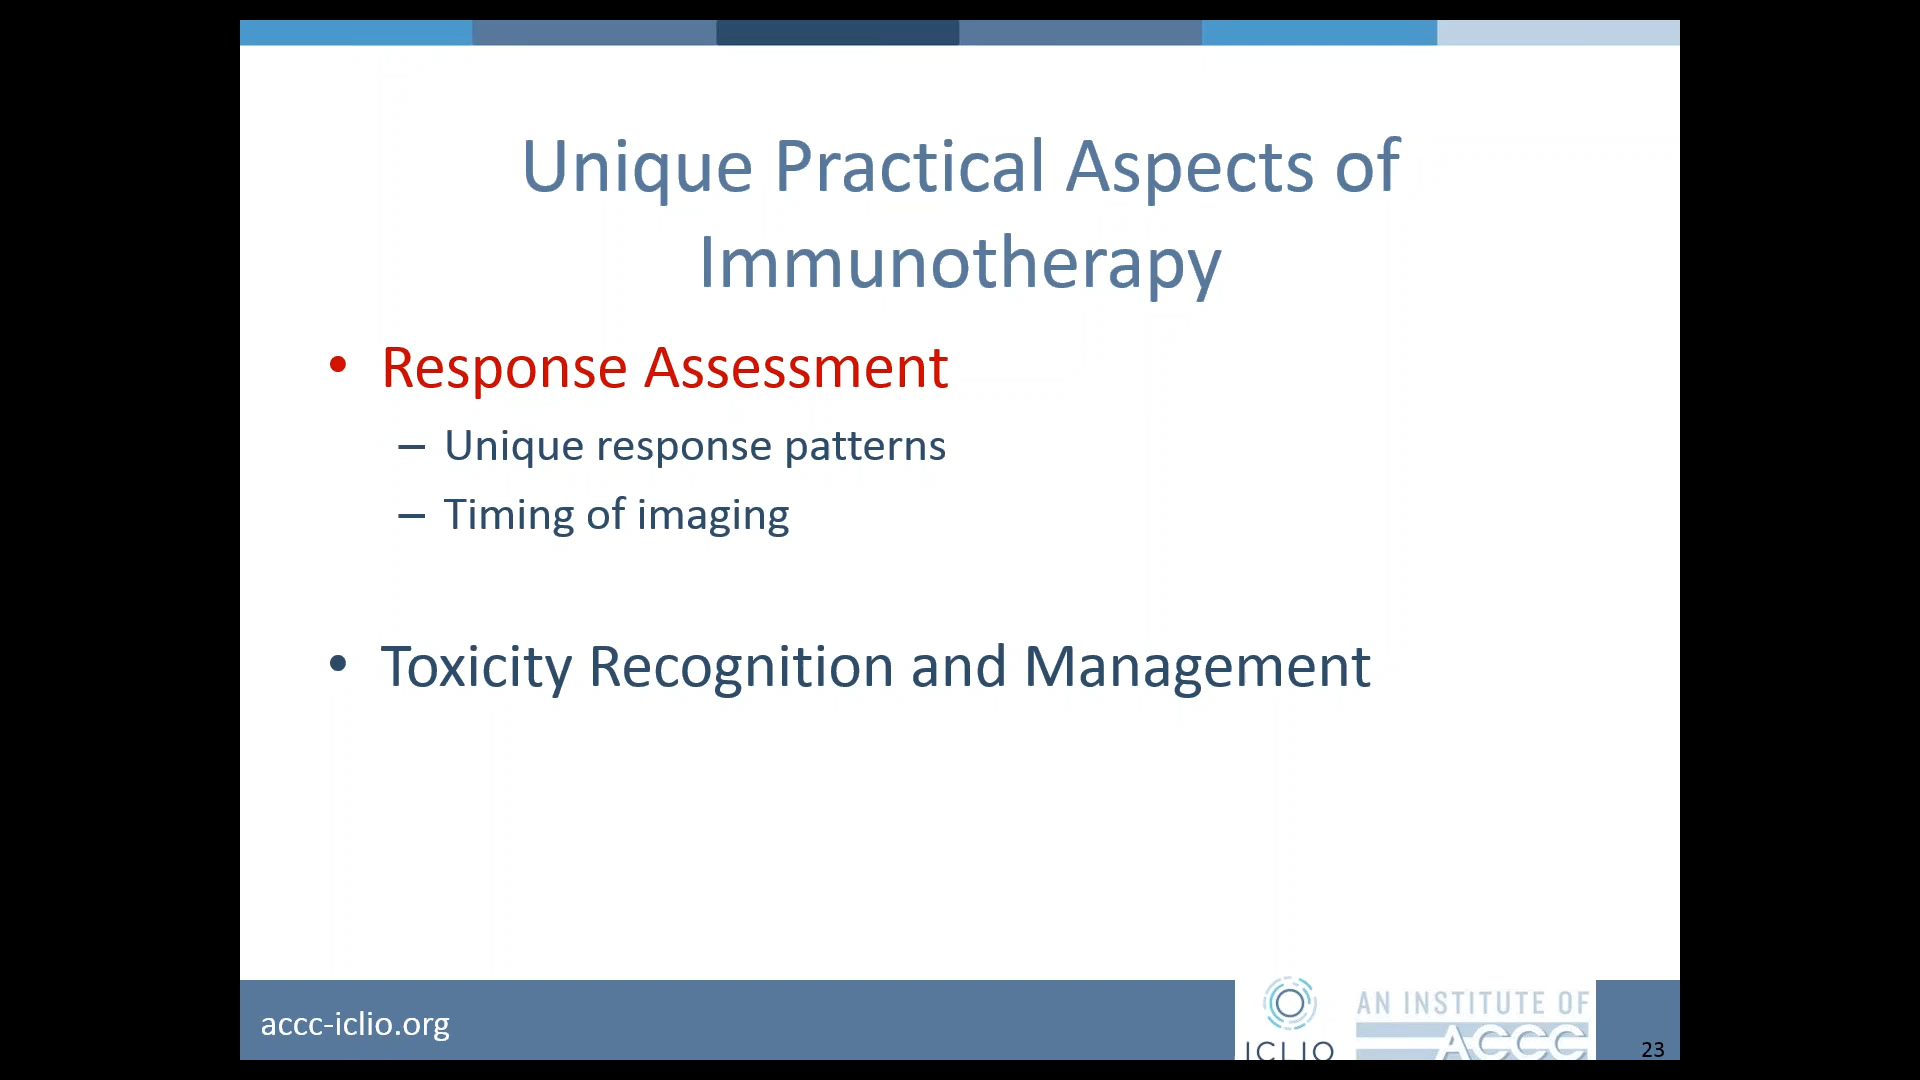 Unique Practical Aspects of
Immunotherapy
• Response Assessment
– Unique response patterns
– Timing of imaging
• Toxicity Recognition and Management
accc-iclio.org
ICLIO
AN INSTITUTE OF
ACCC
23